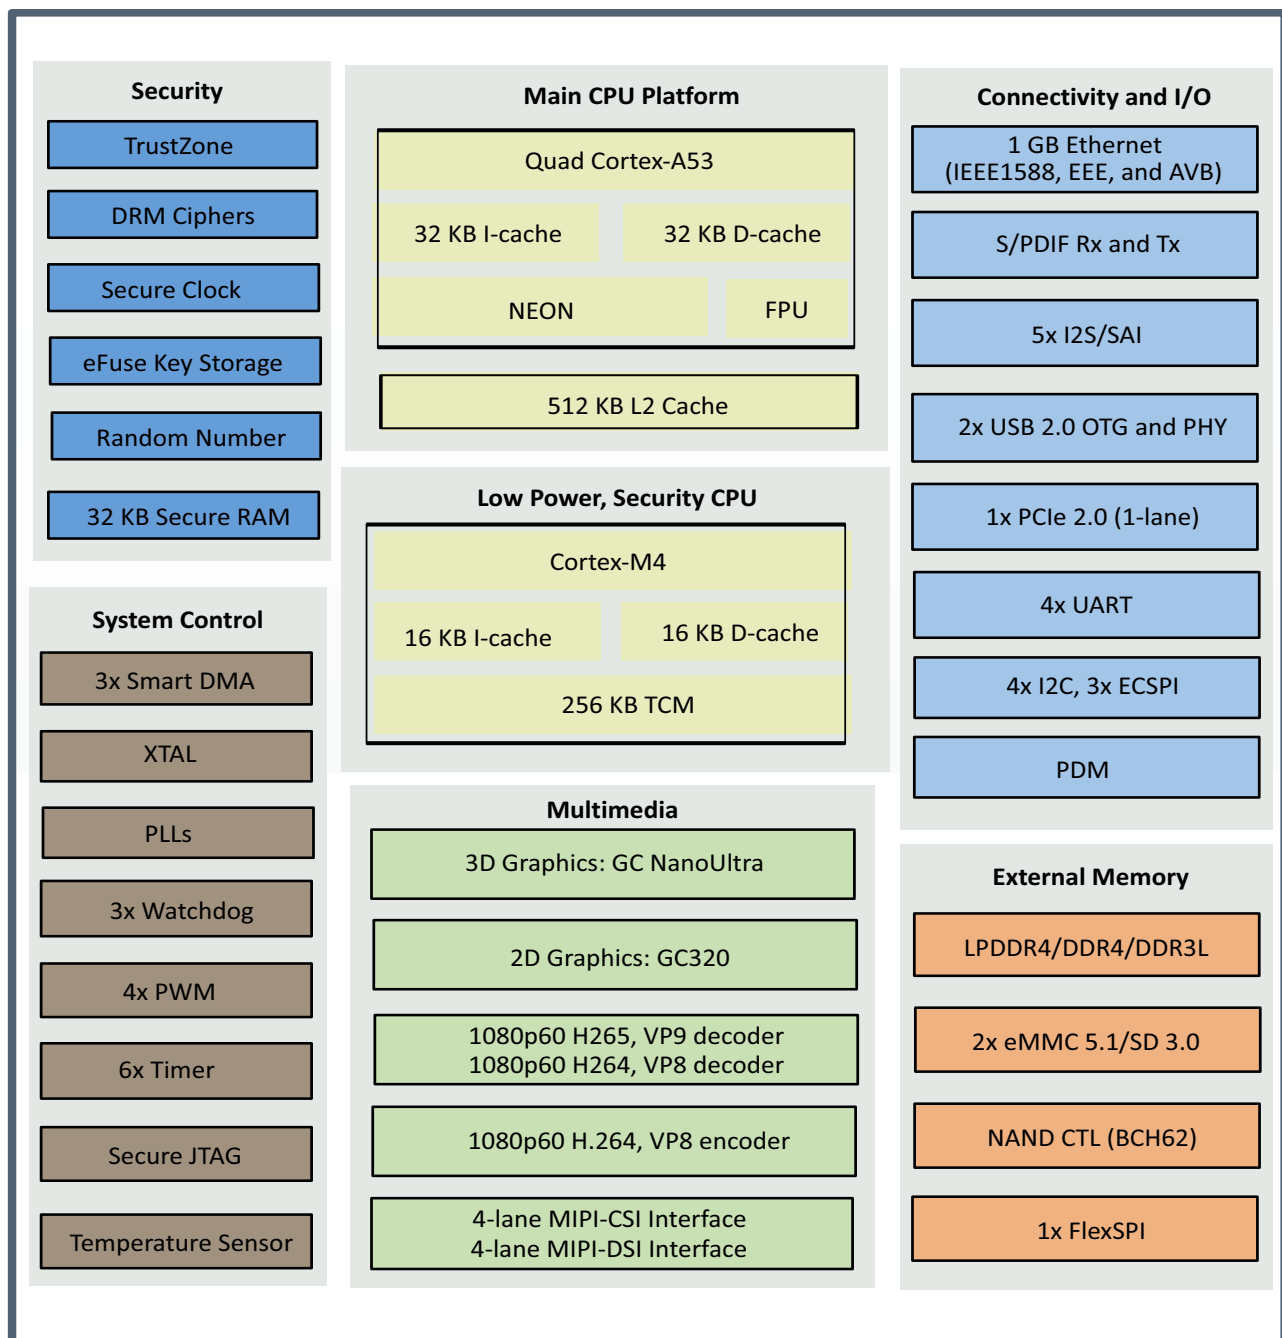 Security
TrustZone
DRM Ciphers
Secure Clock
eFuse Key Storage
Random Number
32 KB Secure RAM
System Control
3x Smart DMA
XTAL
PLLs
3x Watchdog
4x PWM
6x Timer
Secure JTAG
Temperature Sensor
Main CPU Platform
Quad Cortex-A53
32 KB I-cache
32 KB D-cache
NEON
FPU
512 KB L2 Cache
Low Power, Security CPU
Cortex-M4
16 KB I-cache
16 KB D-cache
256 KB TCM
Multimedia
3D Graphics: GC NanoUltra
2D Graphics: GC320
1080p60 H265, VP9 decoder
1080p60 H264, VP8 decoder
1080p60 H.264, VP8 encoder
4-lane MIPI-CSI Interface
4-lane MIPI-DSI Interface
Connectivity and I/O
1 GB Ethernet
(IEEE1588, EEE, and AVB)
S/PDIF Rx and Tx
5x I2S/SAI
2x USB 2.0 OTG and PHY
1x PCIe 2.0 (1-lane)
4x UART
4x I2C, 3x ECSPI
PDM
External Memory
LPDDR4/DDR4/DDR3L
2x eMMC 5.1/SD 3.0
NAND CTL (BCH62)
1x FlexSPI